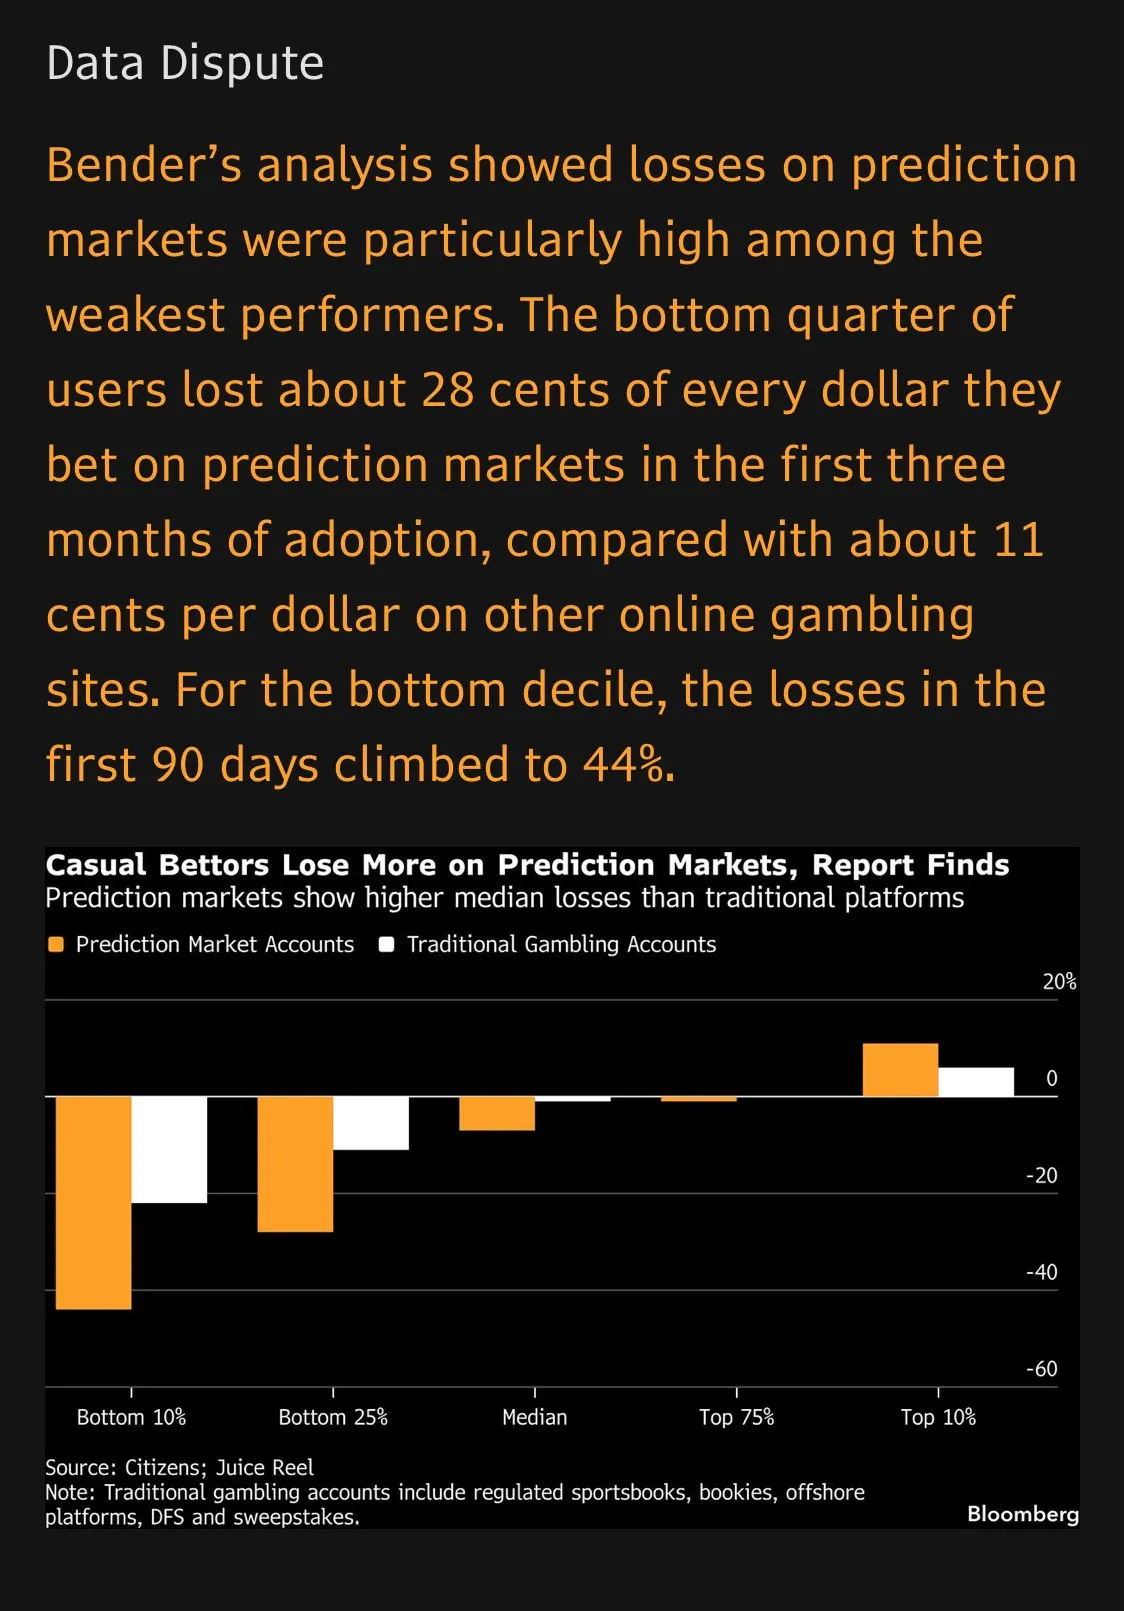 Data Dispute
Bender’s analysis showed losses on prediction
markets were particularly high among the
weakest performers. The bottom quarter of
users lost about 28 cents of every dollar they
bet on prediction markets in the first three
months of adoption, compared with about 11
cents per dollar on other online gambling
sites. For the bottom decile, the losses in the
first 90 days climbed to 44%.
Casual Bettors Lose More on Prediction Markets, Report Finds
Prediction markets show higher median losses than traditional platforms
Prediction Market Accounts Traditional Gambling Accounts
20%
0
-20
-40
-60
Bottom 10% Bottom 25% Median Top 75% Top 10%
Source: Citizens; Juice Reel
Note: Traditional gambling accounts include regulated sportsbooks, bookies, offshore
platforms, DFS and sweepstakes.
Bloomberg